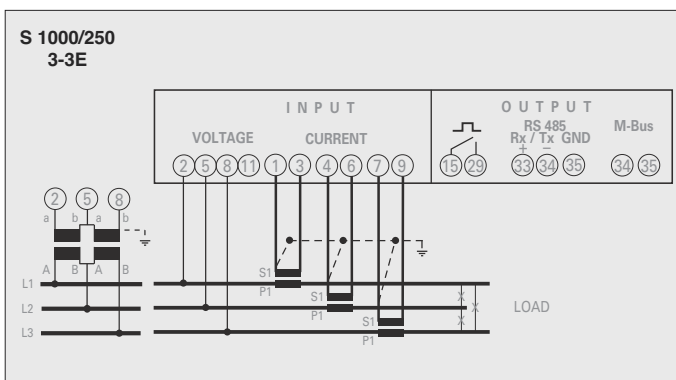 S 1000/250
3-3E
INPUT
OUTPUT
VOLTAGE
CURRENT
RS 485
Rx / Tx GND
+ −
M-Bus
2 5 8 11 1 3 4 6 7 9
15 29 33 34 35 34 35
2 5 8
a b a b
A B A B
L1
L2
L3
S1
P1
S1
P1
S1
P1
LOAD